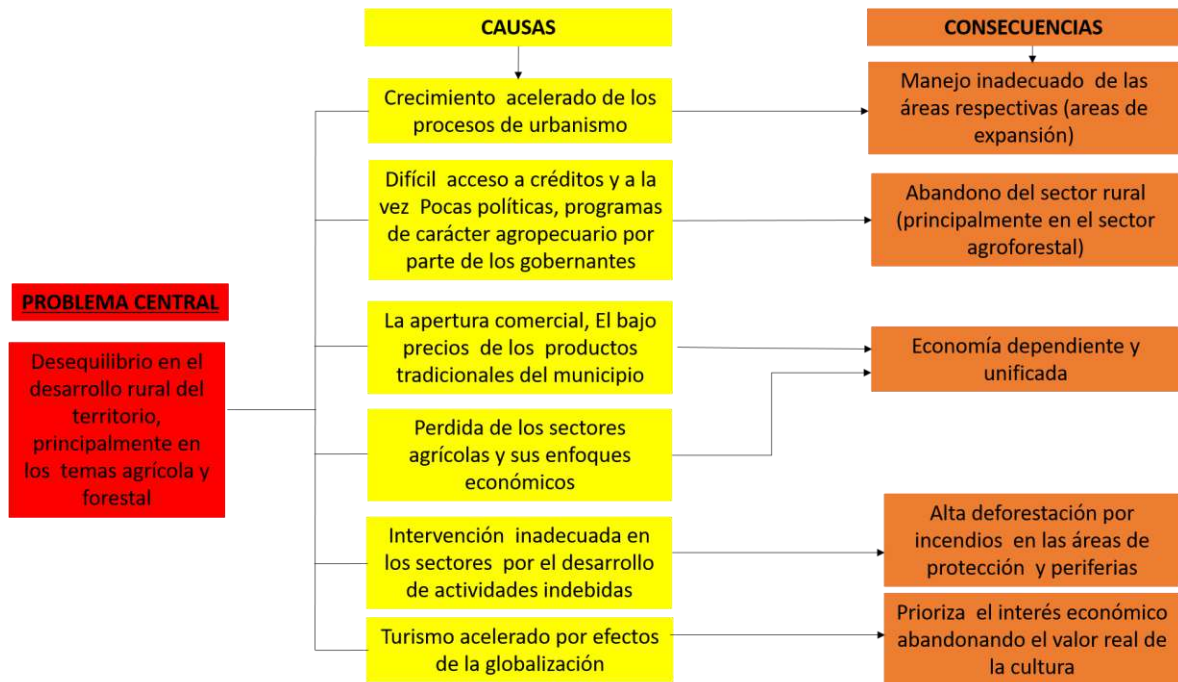 CAUSAS
CONSECUENCIAS
Crecimiento acelerado de los
procesos de urbanismo
Manejo inadecuado de las
áreas respectivas (areas de
expansión)
Difícil acceso a créditos y a la
vez Pocas políticas, programas
de carácter agropecuario por
parte de los gobernantes
Abandono del sector rural
(principalmente en el sector
agroforestal)
PROBLEMA CENTRAL
Desequilibrio en el
desarrollo rural del
territorio,
principalmente en
los temas agrícola y
forestal
La apertura comercial, El bajo
precios de los productos
tradicionales del municipio
Economía dependiente y
unificada
Perdida de los sectores
agrícolas y sus enfoques
económicos
Intervención inadecuada en
los sectores por el desarrollo
de actividades indebidas
Alta deforestación por
incendios en las áreas de
protección y periferias
Turismo acelerado por efectos
de la globalización
Prioriza el interés económico
abandonando el valor real de
la cultura